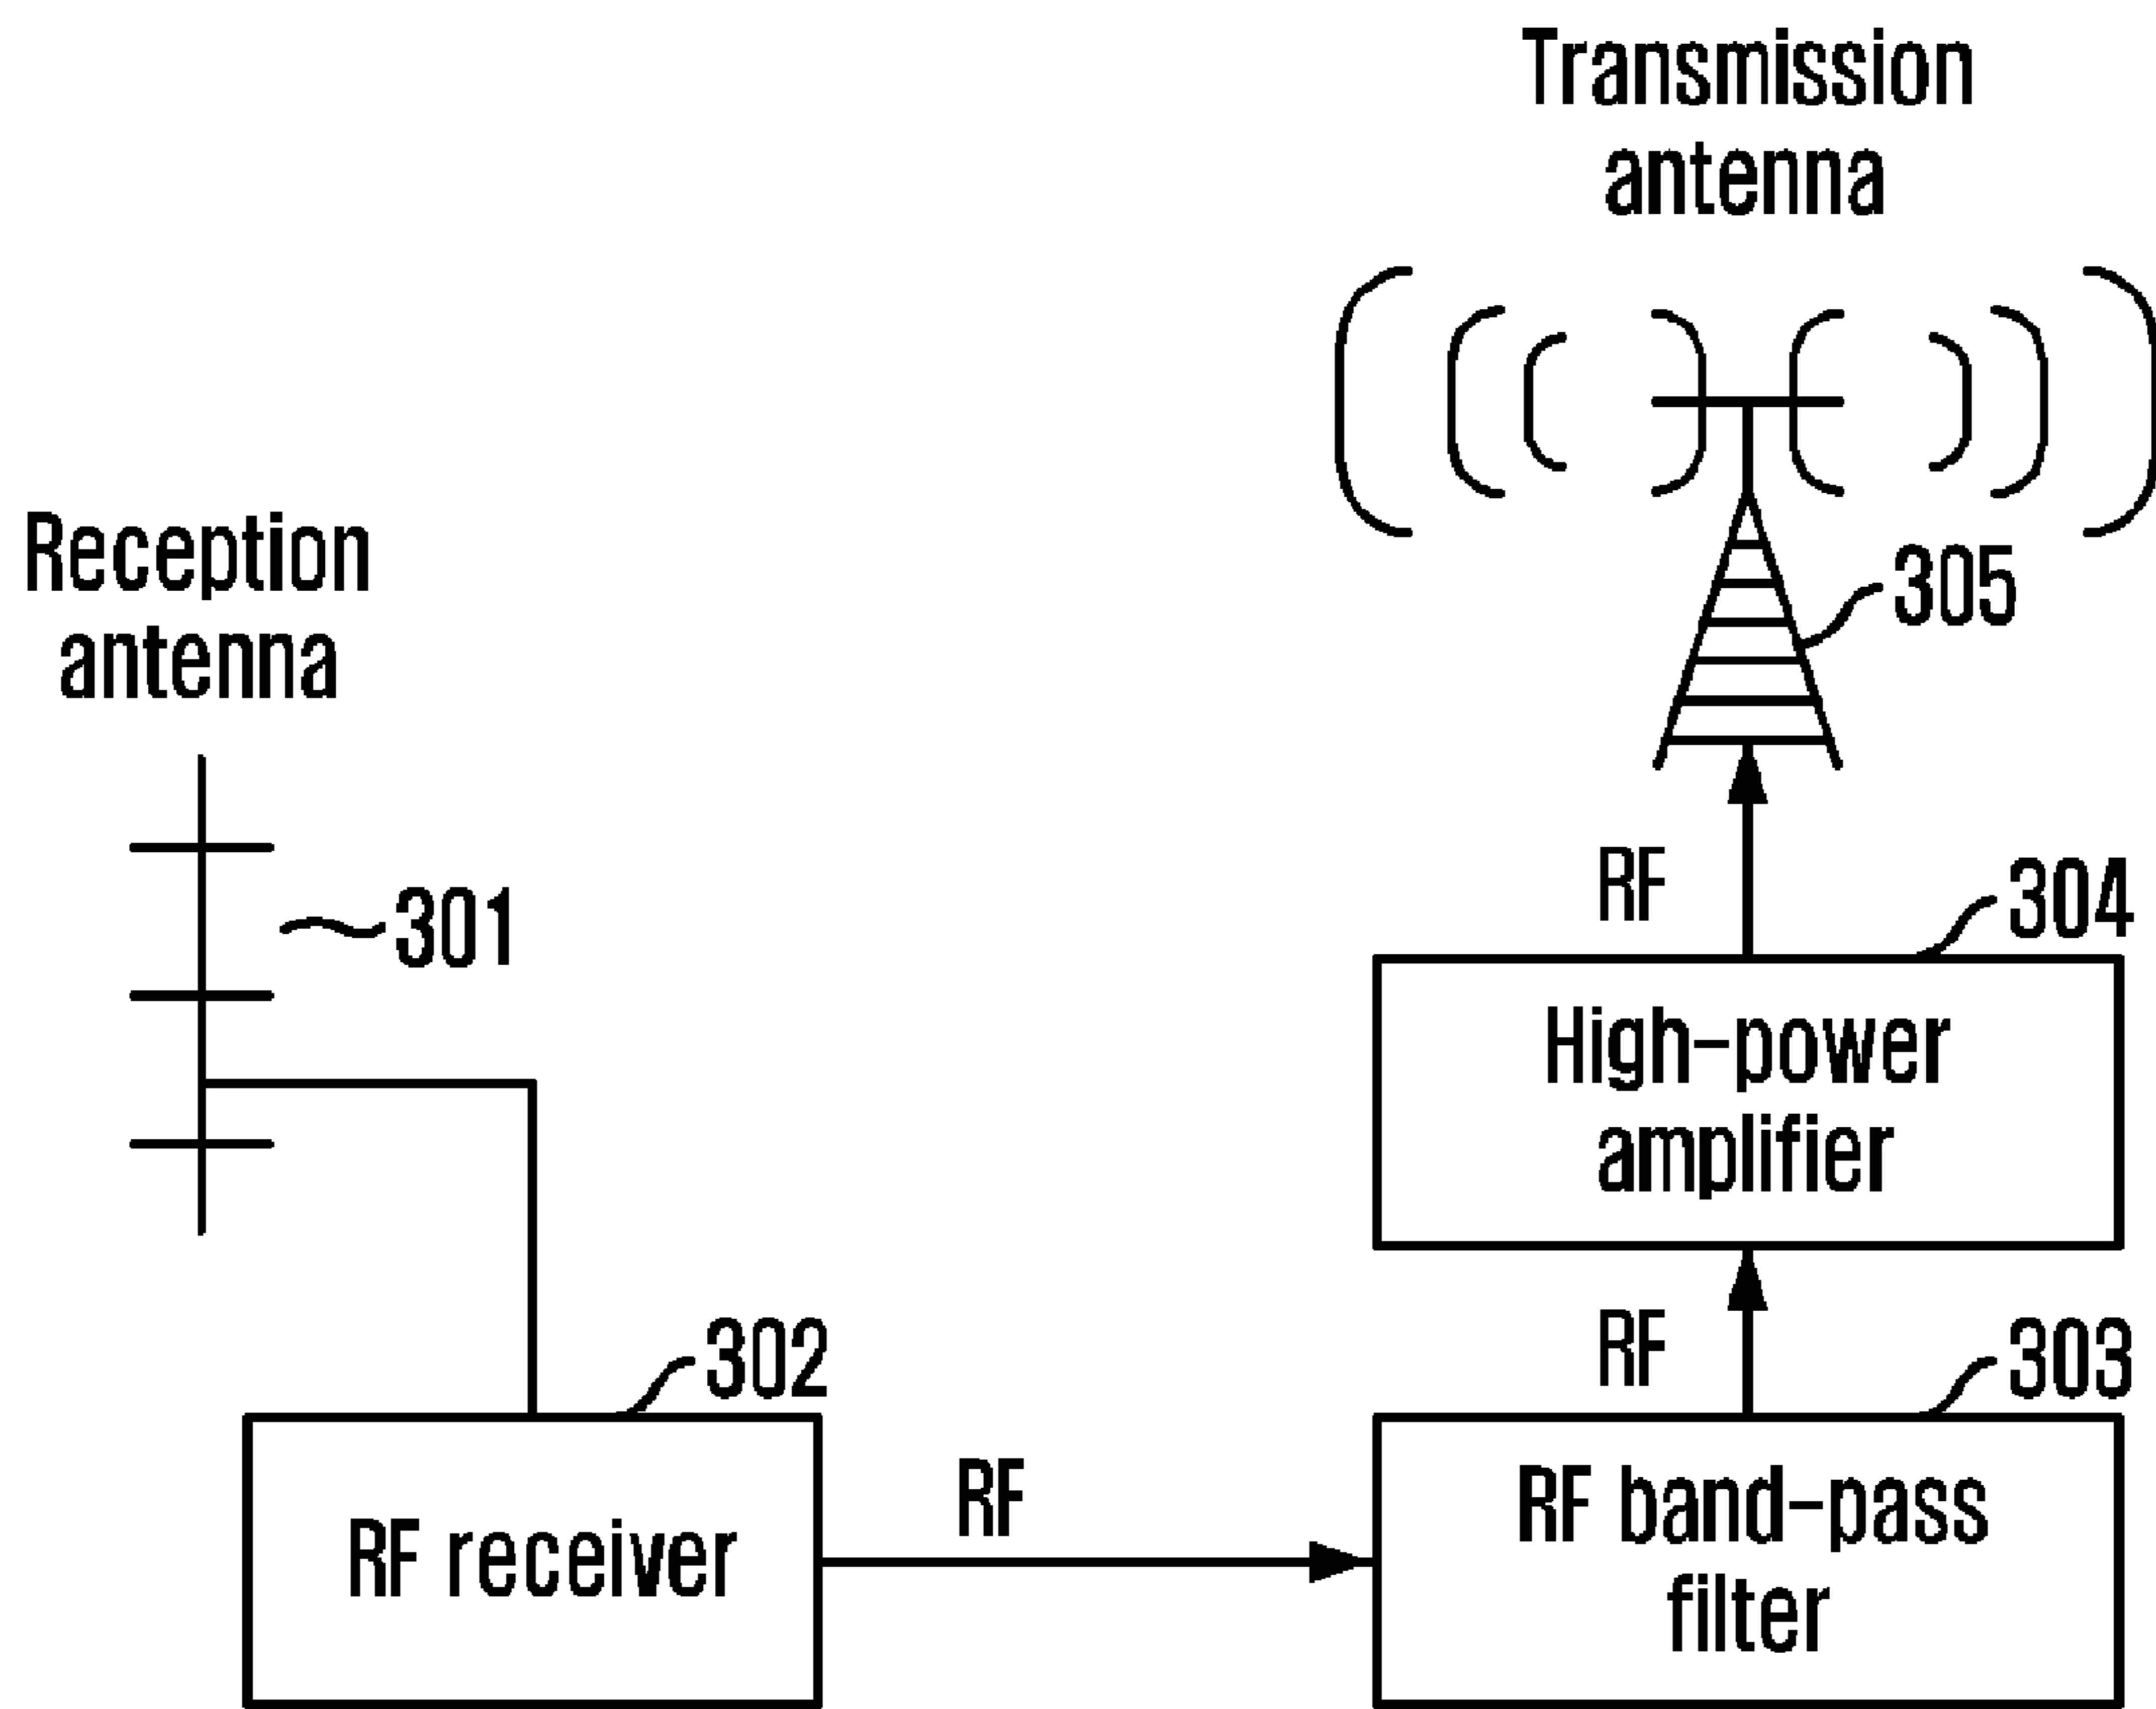 Transmission
antenna
Reception
antenna
305
301
RF
304
High-power
amplifier
302
RF
303
RF receiver
RF
RF band-pass
filter